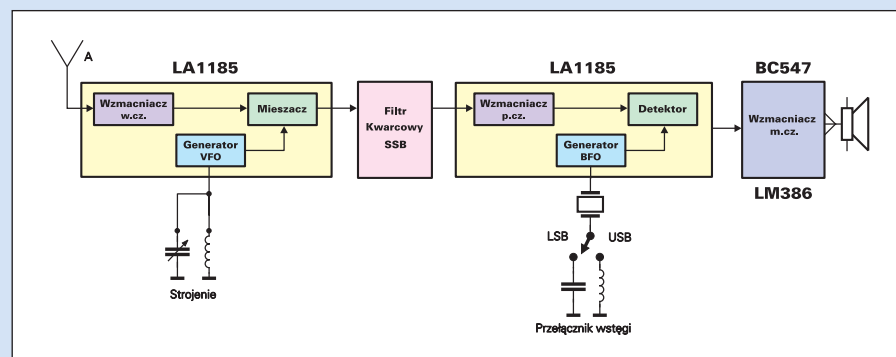 A
LA1185
Wzmacniacz
w.cz.
Mieszacz
Generator
VFO
Strojenie
Filtr
Kwarcowy
SSB
LA1185
Wzmacniacz
p.cz.
Detektor
Generator
BFO
LSB
USB
Przełącznik wstęgi
BC547
Wzmacniacz
m.cz.
LM386